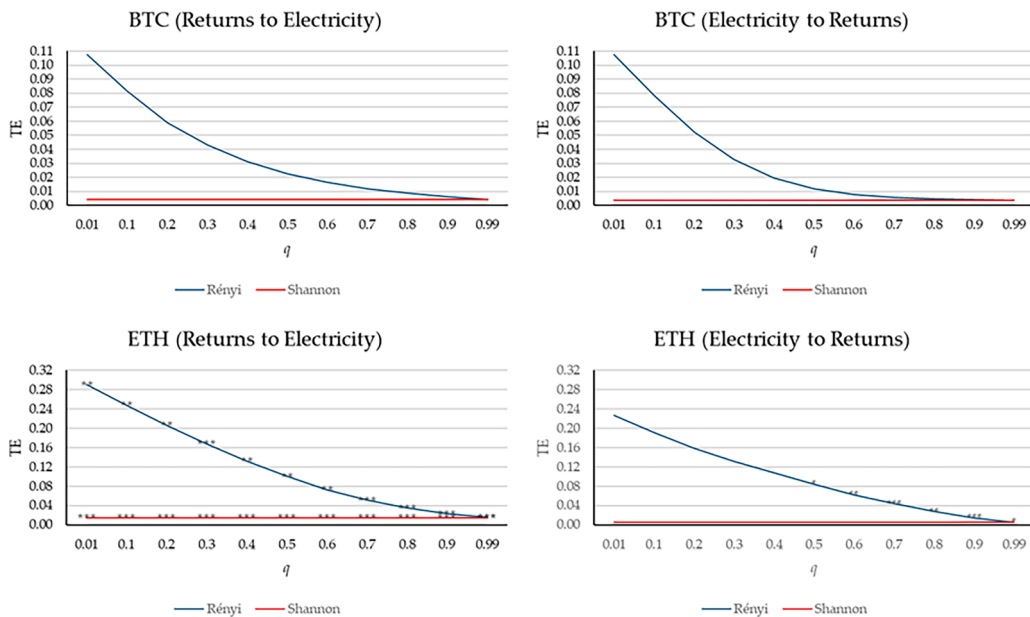 BTC (Returns to Electricity)
TE
0.11
0.10
0.09
0.08
0.07
0.06
0.05
0.04
0.03
0.02
0.01
0.00
0.01 0.1 0.2 0.3 0.4 0.5 0.6 0.7 0.8 0.9 0.99
q
Rényi Shannon
BTC (Electricity to Returns)
TE
0.11
0.10
0.09
0.08
0.07
0.06
0.05
0.04
0.03
0.02
0.01
0.00
0.01 0.1 0.2 0.3 0.4 0.5 0.6 0.7 0.8 0.9 0.99
q
Rényi Shannon
ETH (Returns to Electricity)
TE
0.32
0.28
0.24
0.20
0.16
0.12
0.08
0.04
0.00
** ** ** *** ** ** ** *** ** *** ***
*** *** *** *** *** *** *** *** *** *** ***
0.01 0.1 0.2 0.3 0.4 0.5 0.6 0.7 0.8 0.9 0.99
q
Rényi Shannon
ETH (Electricity to Returns)
TE
0.32
0.28
0.24
0.20
0.16
0.12
0.08
0.04
0.00
* ** *** ** *** *
0.01 0.1 0.2 0.3 0.4 0.5 0.6 0.7 0.8 0.9 0.99
q
Rényi Shannon